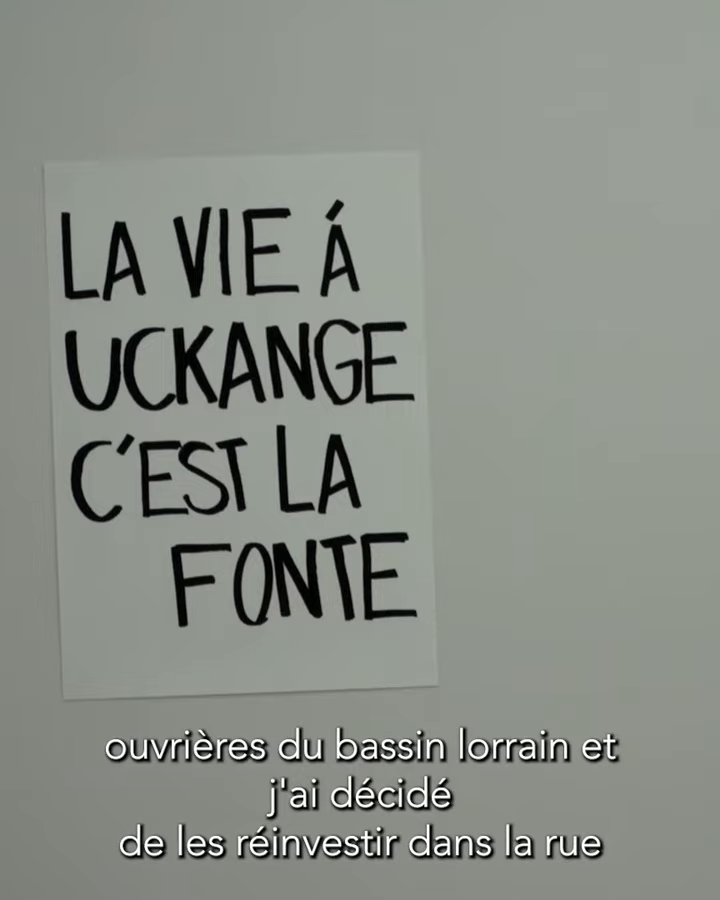 LA VIE Á
UCKANGE
C'EST LA
FONTE
ouvrières du bassin lorrain et
j'ai décidé
de les réinvestir dans la rue